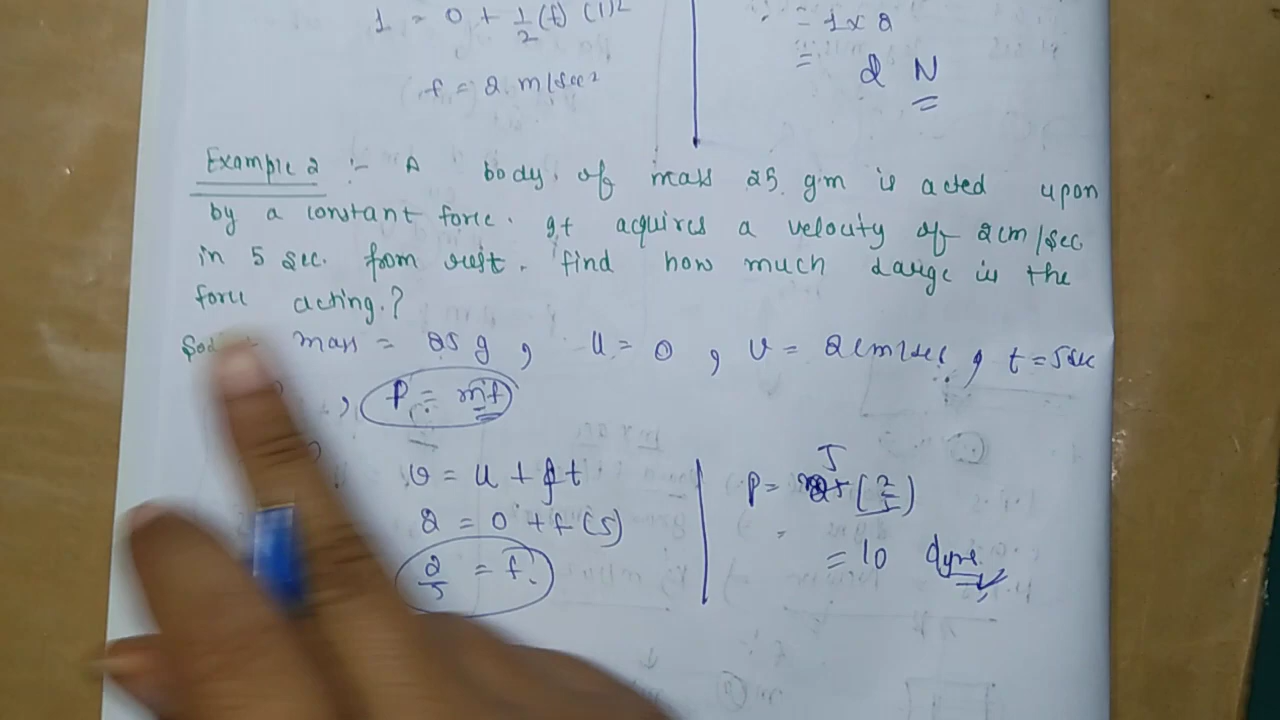 1 = 0 + 1/2 (f) (1)2
f = 2 m/sec2
= 1 x 2
= 2 N
Example 2 :- A body of mass 25 gm is acted upon
by a constant force. It acquires a velocity of 2cm/sec
in 5 sec. from rest. find how much large is the
force acting.?
mass = 25 g, u = 0, v = 2cm/sec, t = 5sec
, P = mf
v = u + ft
2 = 0 + f (5)
2/5 = f.
P = 25 (2/5)
= 10 dyne